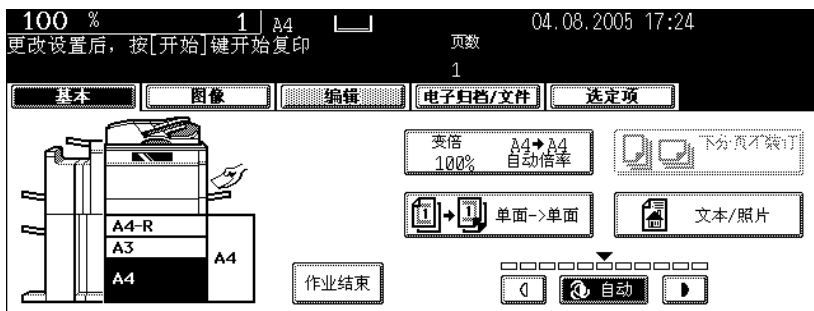 100 % 1 A4 04.08.2005 17:24
更改设置后，按[开始]键开始复印 页数
1
基本 图像 编辑 电子归档/文件 选定项
变倍 A4→A4
100% 自动倍率
不分页不装订
1→1 单面->单面
文本/照片
A4-R
A3
A4
A4
作业结束
自动